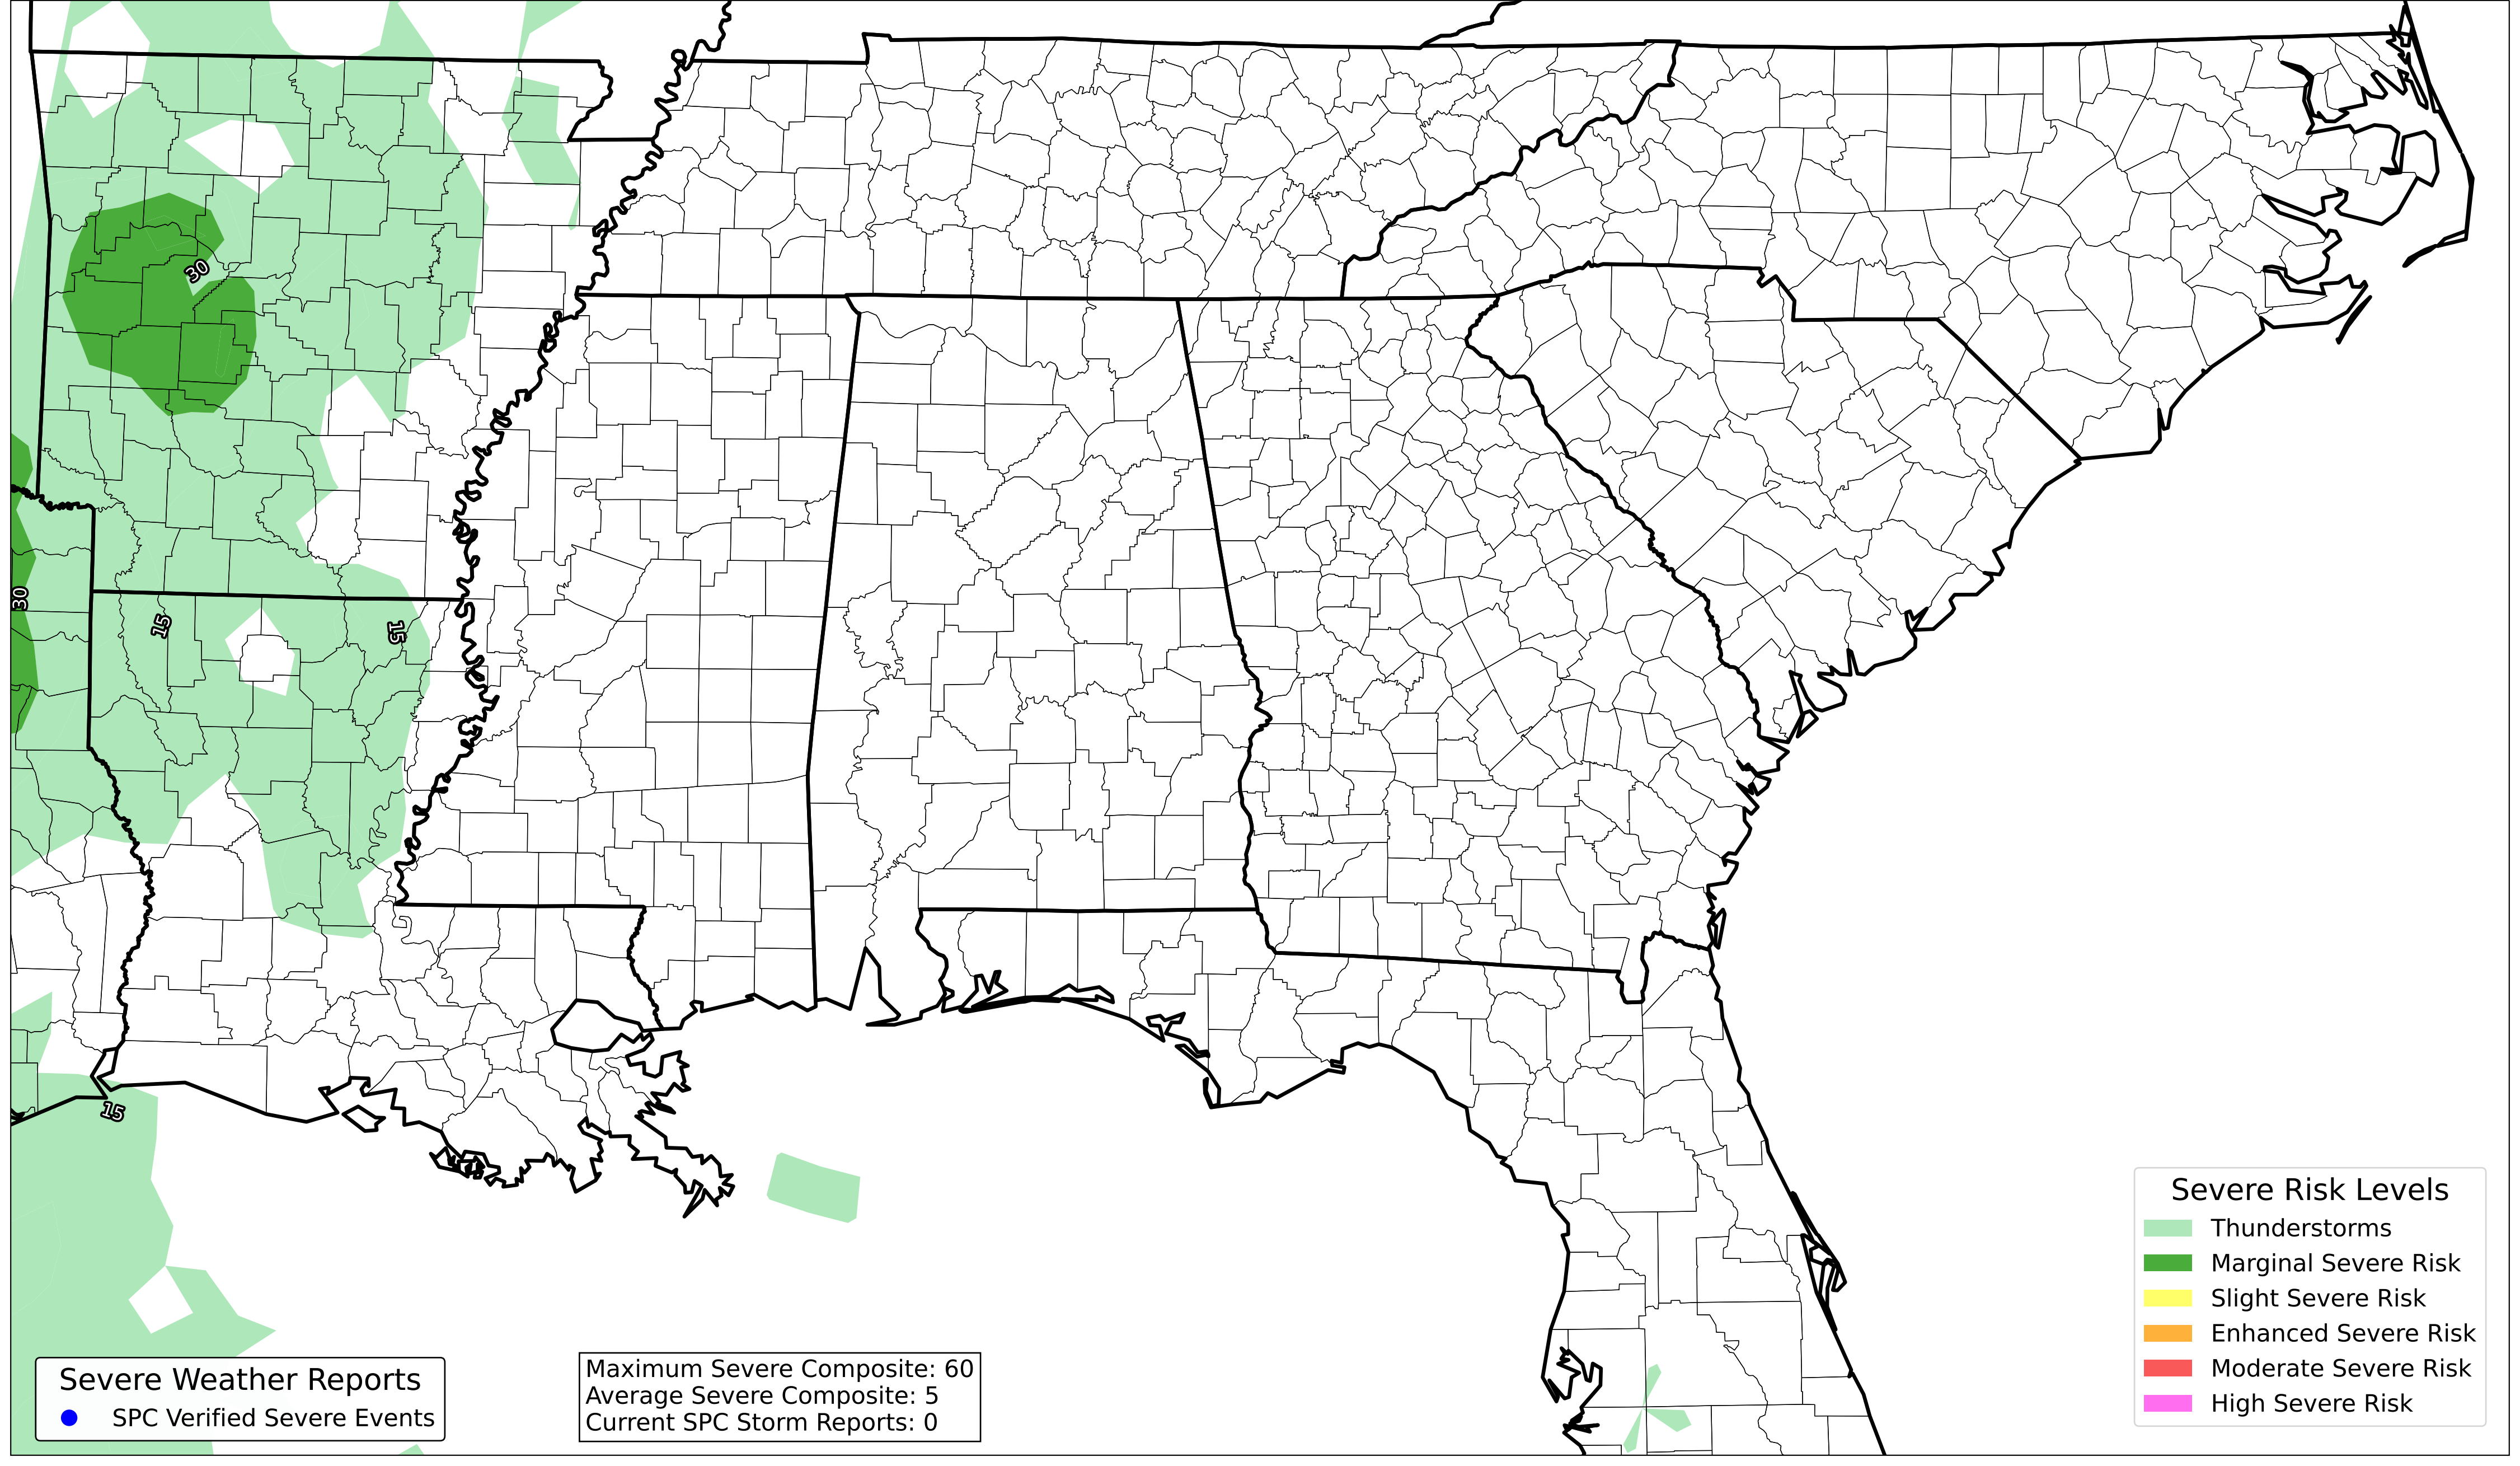 30
30
15
15
15
Severe Risk Levels
Thunderstorms
Marginal Severe Risk
Slight Severe Risk
Enhanced Severe Risk
Moderate Severe Risk
High Severe Risk
Severe Weather Reports
SPC Verified Severe Events
Maximum Severe Composite: 60
Average Severe Composite: 5
Current SPC Storm Reports: 0